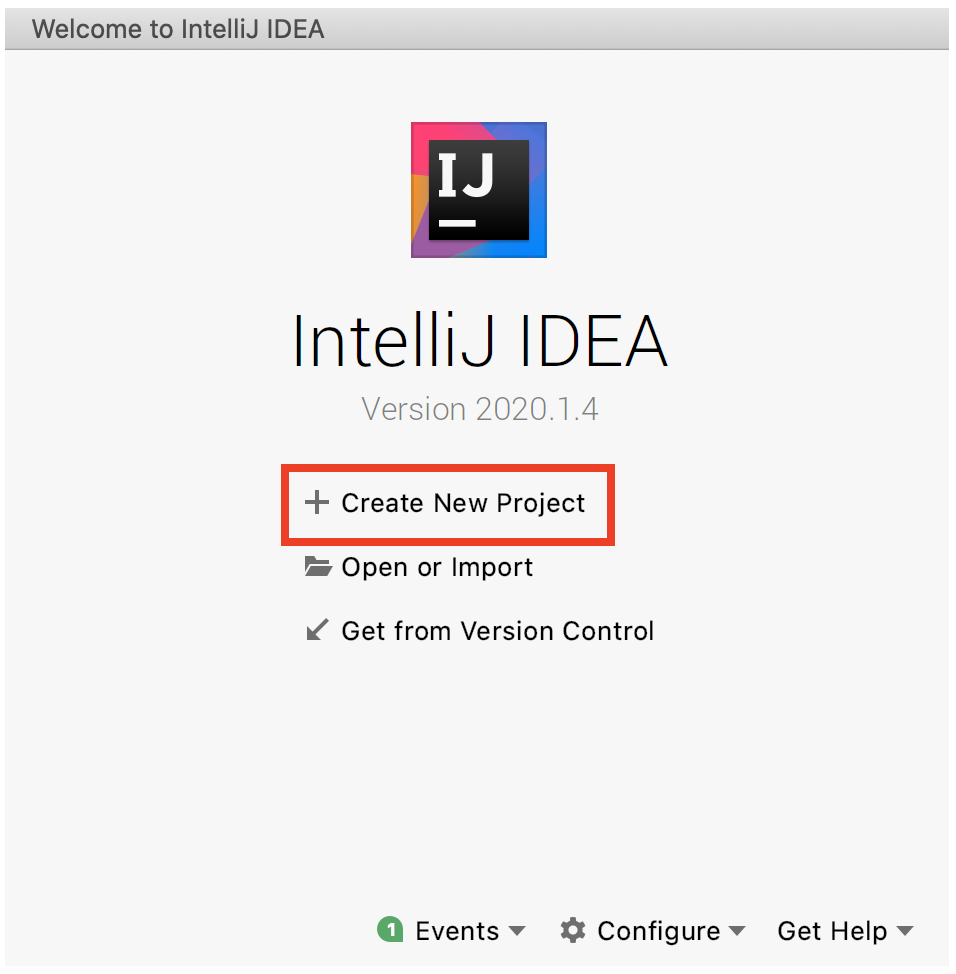 Welcome to IntelliJ IDEA
IJ
IntelliJ IDEA
Version 2020.1.4
Create New Project
Open or Import
Get from Version Control
1 Events Configure Get Help